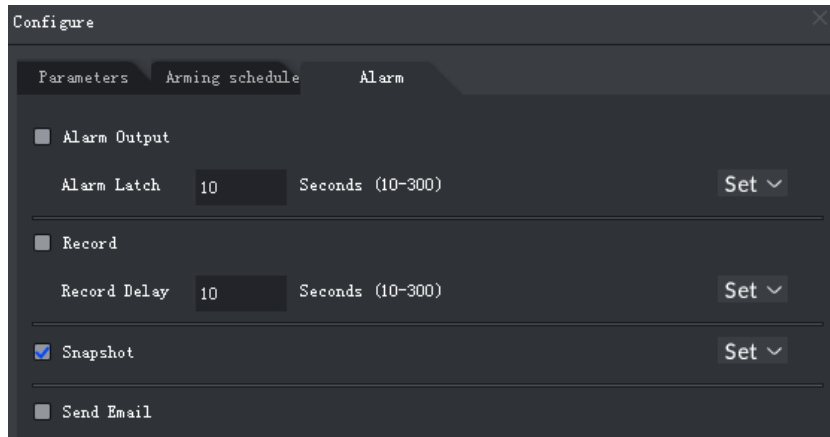 Configure
Parameters Arming schedule Alarm
Alarm Output
Alarm Latch 10 Seconds (10-300) Set
Record
Record Delay 10 Seconds (10-300) Set
Snapshot Set
Send Email